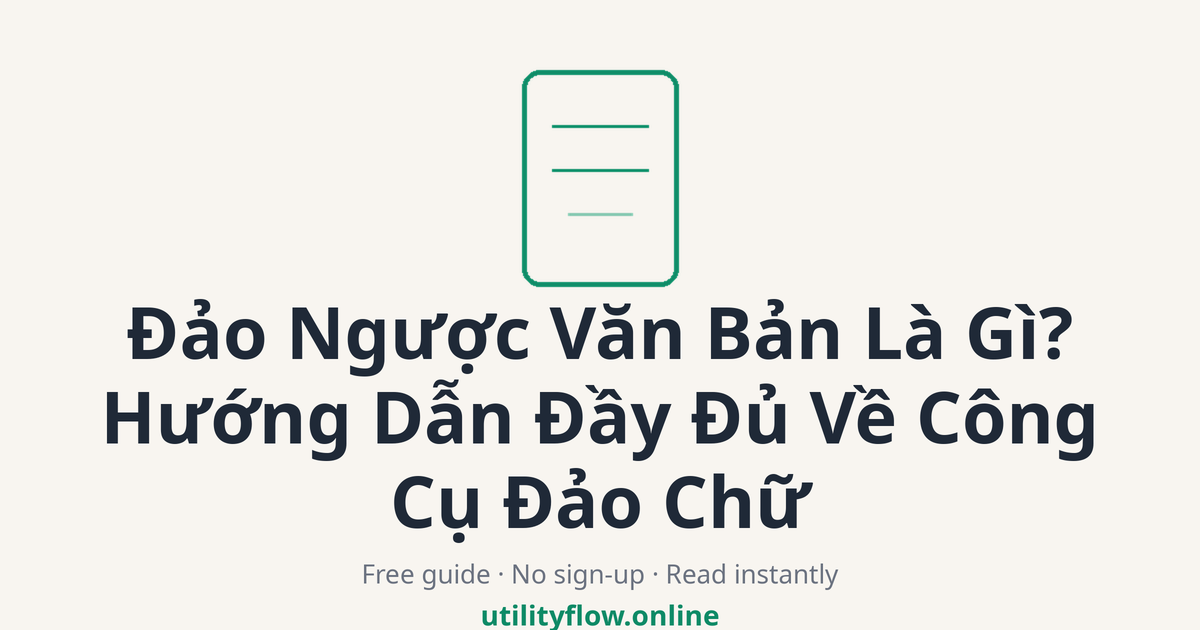 Đảo Ngược Văn Bản Là Gì?
Hướng Dẫn Đầy Đủ Về Công
Cụ Đảo Chữ
Free guide · No sign-up · Read instantly
utilityflow.online